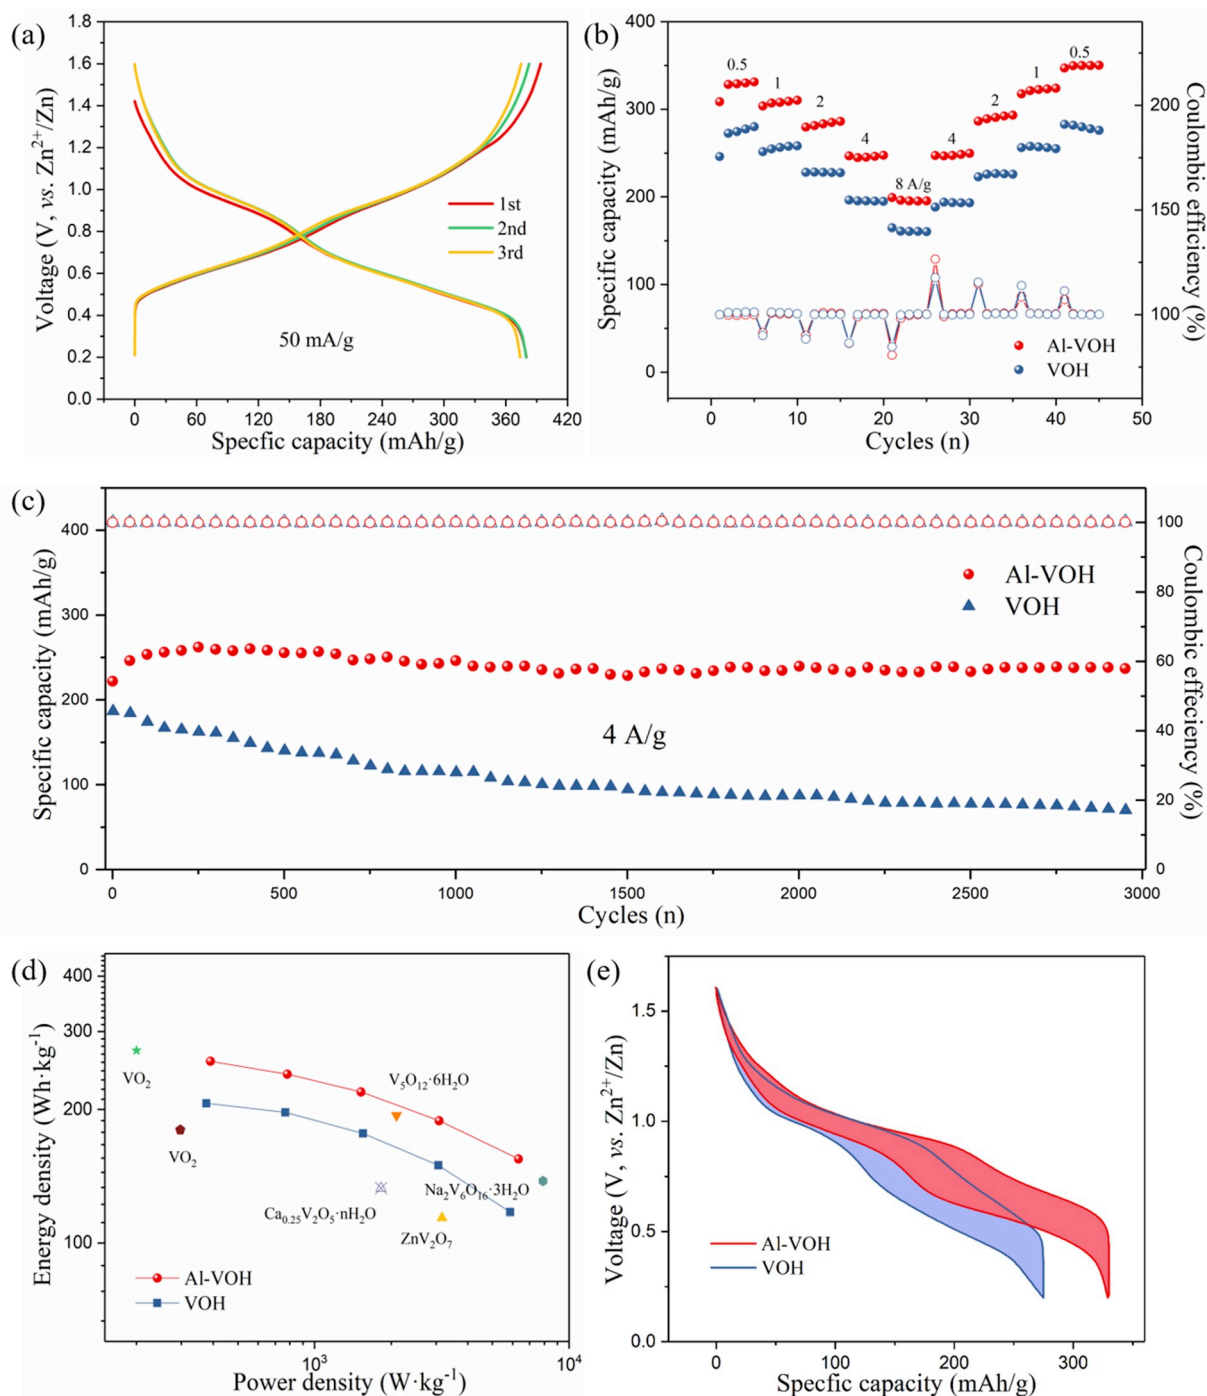 (a)
1.8
1.6
1.4
1.2
1.0
0.8
0.6
0.4
0.2
0.0
Voltage (V, vs. Zn²⁺/Zn)
1st
2nd
3rd
50 mA/g
0
60
120
180
240
300
360
420
Specfic capacity (mAh/g)
(b)
400
300
200
100
0
Specific capacity (mAh/g)
0.5
1
2
4
8 A/g
4
2
1
0.5
200
150
100
Coulombic efficiency (%)
Al-VOH
VOH
0
10
20
30
40
50
Cycles (n)
(c)
400
300
200
100
0
Specific capacity (mAh/g)
Al-VOH
VOH
4 A/g
100
80
60
40
20
0
Coulombic effeciency (%)
0
500
1000
1500
2000
2500
3000
Cycles (n)
(d)
400
300
200
100
Energy density (Wh·kg⁻¹)
VO₂
VO₂
V₅O₁₂·6H₂O
Na₂V₆O₁₆·3H₂O
Ca₀.₂₅V₂O₅·nH₂O
ZnV₂O₇
Al-VOH
VOH
10³
10⁴
Power density (W·kg⁻¹)
(e)
1.5
1.0
0.5
0.0
Voltage (V, vs. Zn²⁺/Zn)
Al-VOH
VOH
0
100
200
300
Specfic capacity (mAh/g)